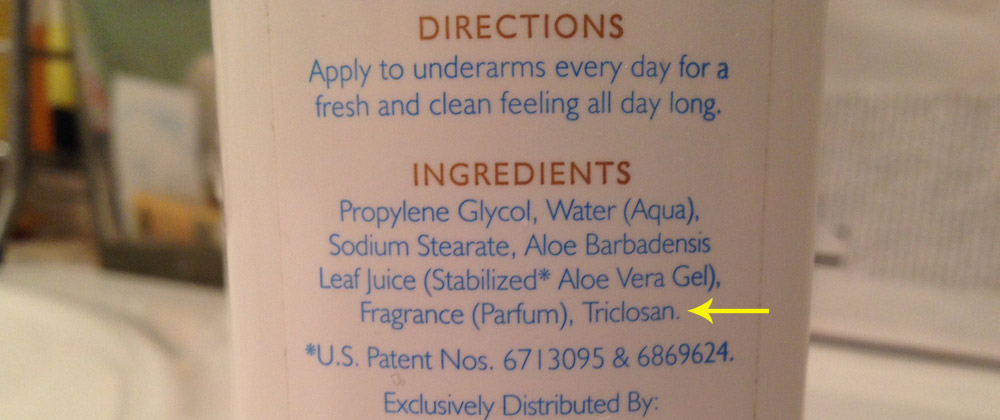 DIRECTIONS
Apply to underarms every day for a
fresh and clean feeling all day long.
INGREDIENTS
Propylene Glycol, Water (Aqua),
Sodium Stearate, Aloe Barbadensis
Leaf Juice (Stabilized* Aloe Vera Gel),
Fragrance (Parfum), Triclosan.
*U.S. Patent Nos. 6713095 & 6869624.
Exclusively Distributed By: